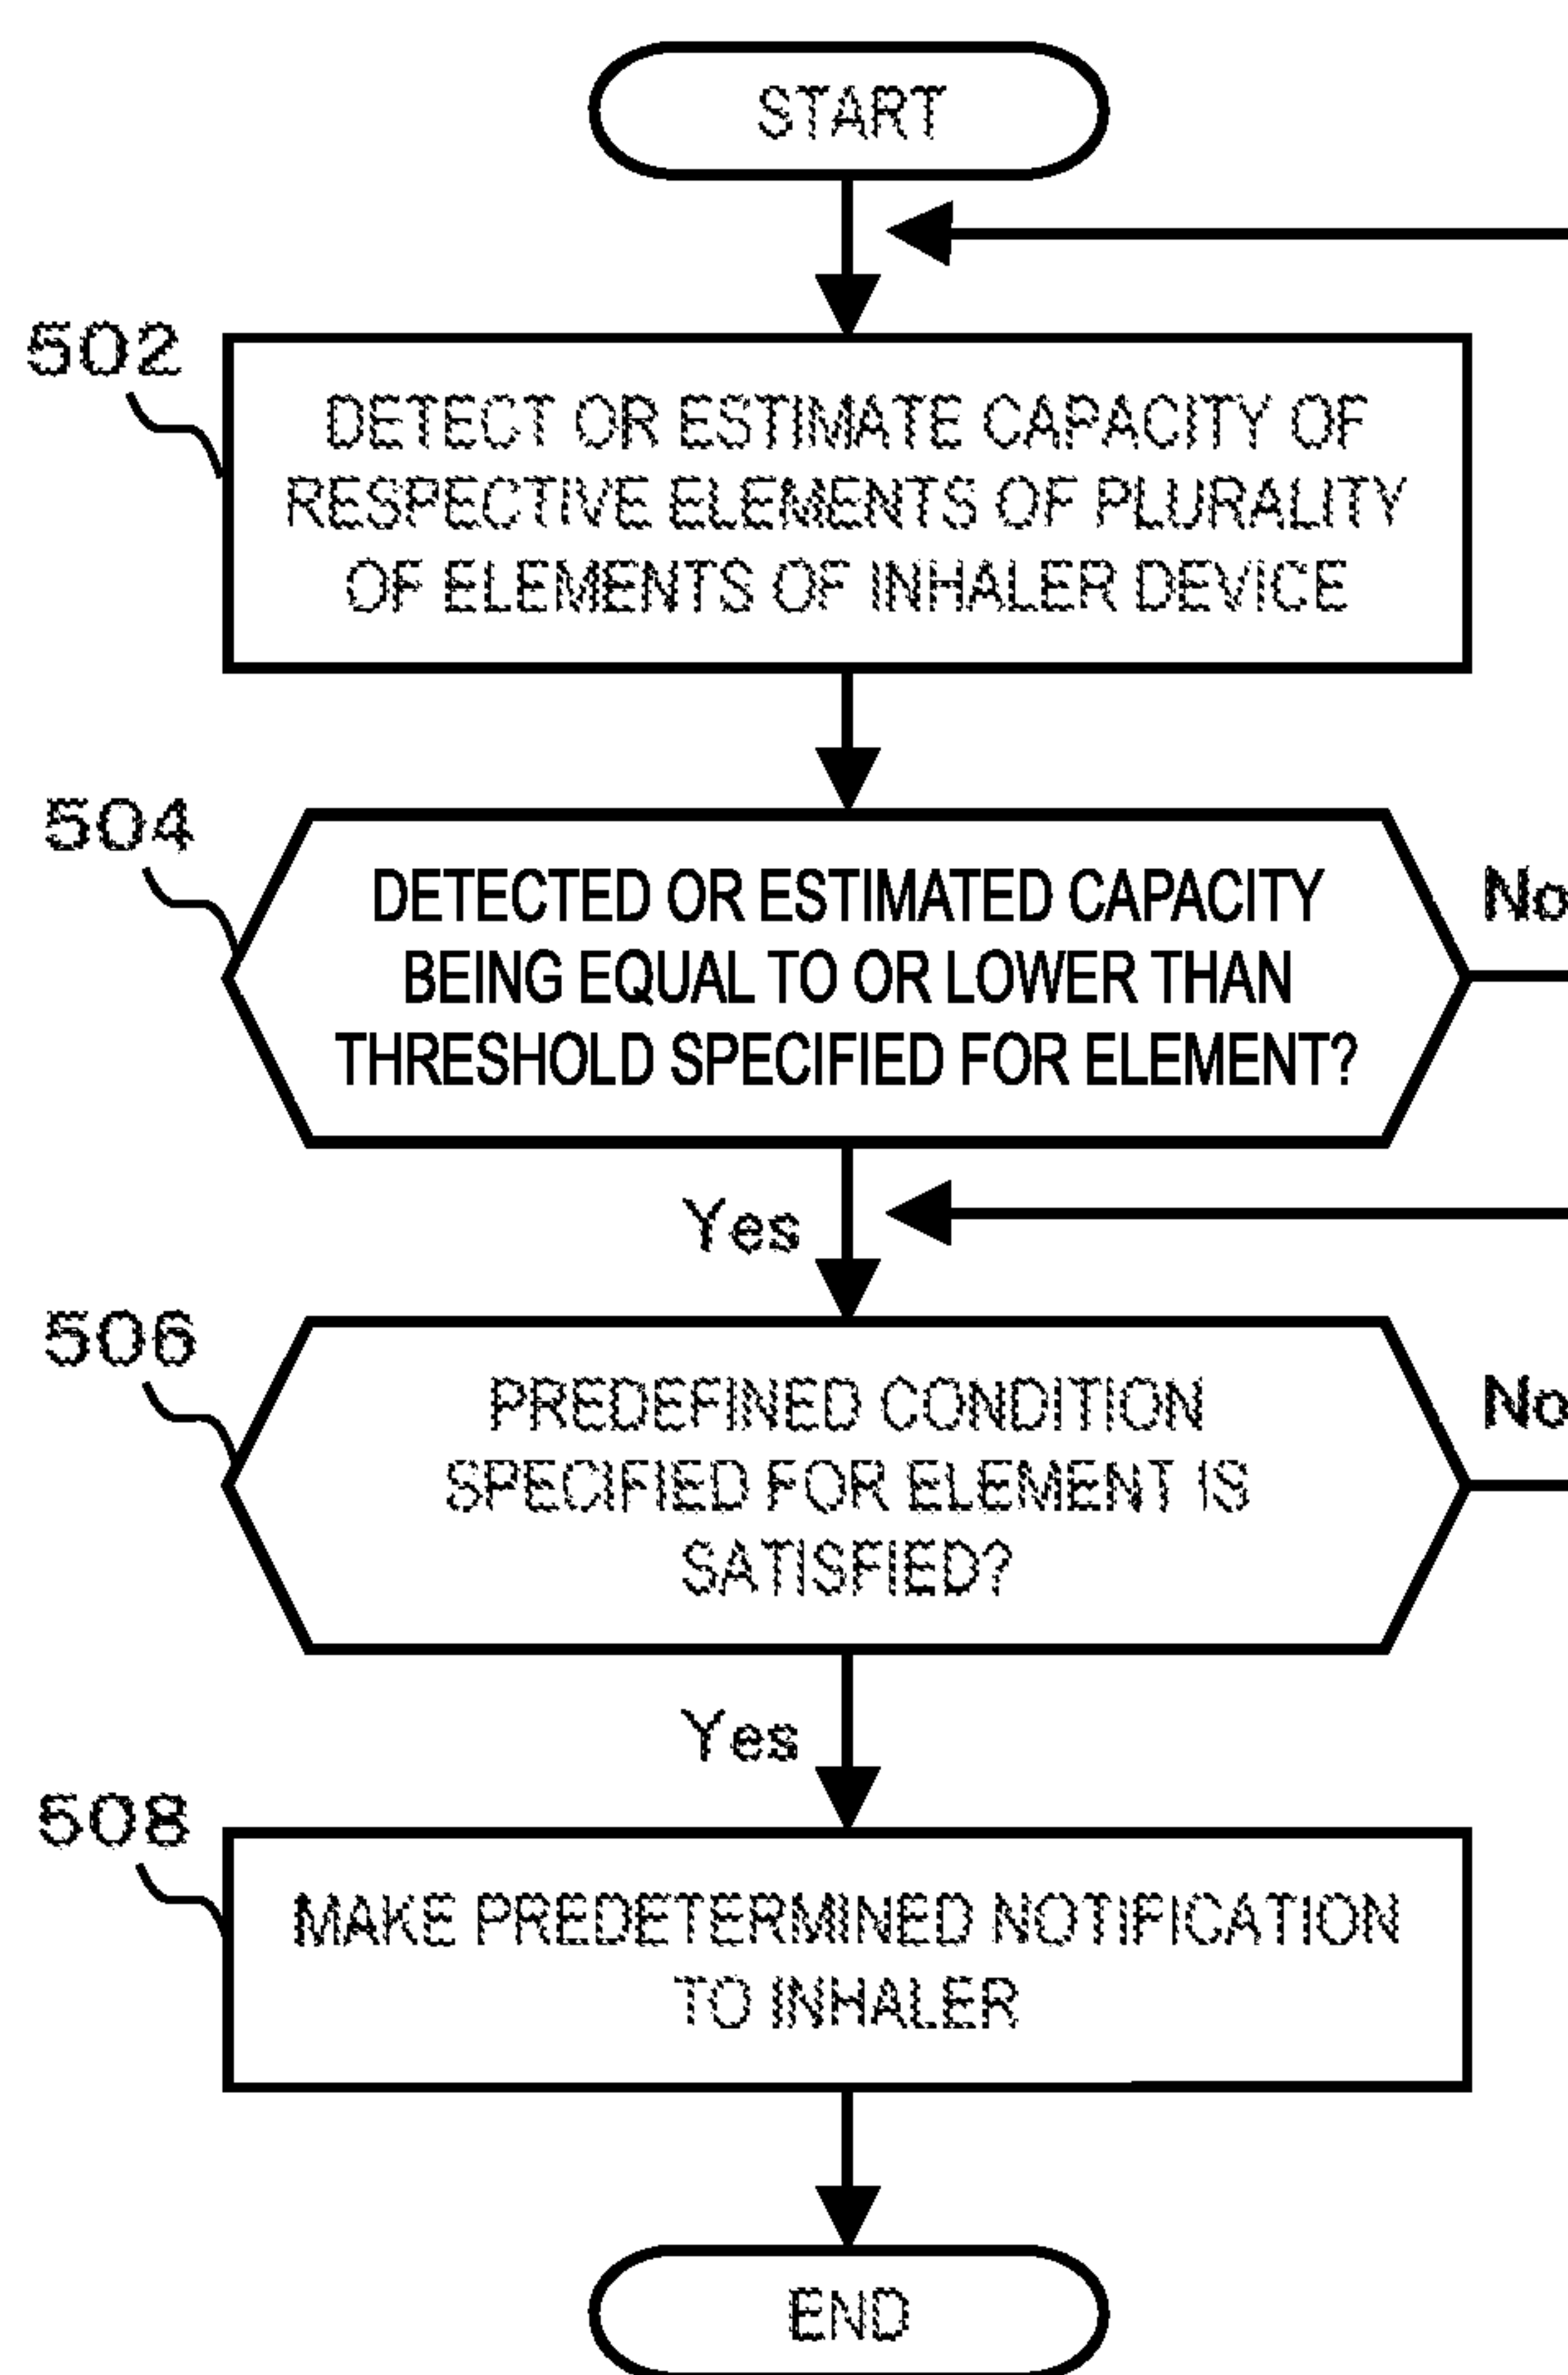 START
502
DETECT OR ESTIMATE CAPACITY OF
RESPECTIVE ELEMENTS OF PLURALITY
OF ELEMENTS OF INHALER DEVICE
504
DETECTED OR ESTIMATED CAPACITY
BEING EQUAL TO OR LOWER THAN
THRESHOLD SPECIFIED FOR ELEMENT?
No
Yes
506
PREDEFINED CONDITION
SPECIFIED FOR ELEMENT IS
SATISFIED?
No
Yes
508
MAKE PREDETERMINED NOTIFICATION
TO INHALER
END